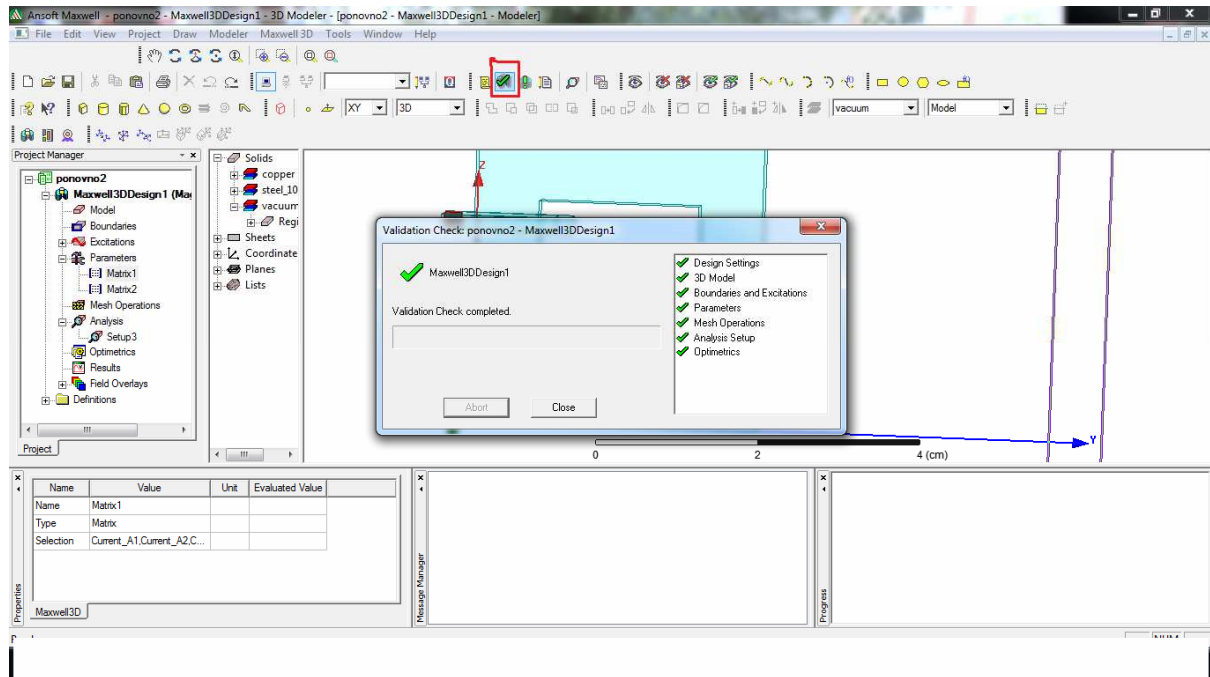 Ansoft Maxwell - ponovno2 - Maxwell3DDesign1 - 3D Modeler - [ponovno2 - Maxwell3DDesign1 - Modeler]
File Edit View Project Draw Modeler Maxwell 3D Tools Window Help
XY 3D vacuum Model
Project Manager
ponovno2
Maxwell3DDesign1 (Mag
Model
Boundaries
Excitations
Parameters
Matrix1
Matrix2
Mesh Operations
Analysis
Setup3
Optimetrics
Results
Field Overlays
Definitions
Project
Solids
copper
steel_10
vacuum
Regi
Sheets
Coordinate
Planes
Lists
Z
Validation Check: ponovno2 - Maxwell3DDesign1
Maxwell3DDesign1
Validation Check completed.
Abort Close
Design Settings
3D Model
Boundaries and Excitations
Parameters
Mesh Operations
Analysis Setup
Optimetrics
Y
0 2 4 (cm)
Name Value Unit Evaluated Value
Name Matrix1
Type Matrix
Selection Current_A1,Current_A2,C...
Maxwell3D
Properties
Message Manager
Progress